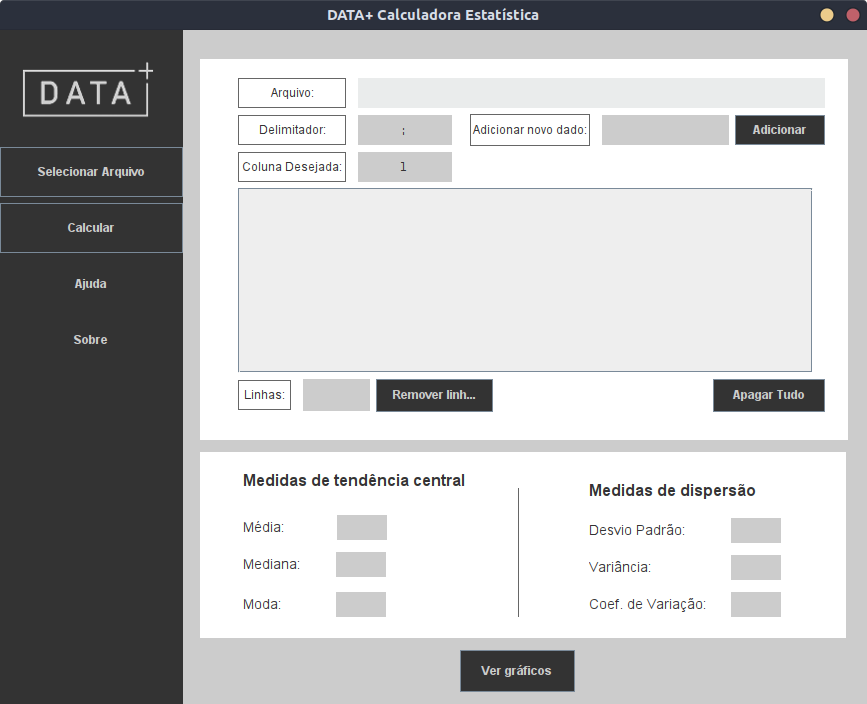 DATA+ Calculadora Estatística
DATA+
Selecionar Arquivo
Calcular
Ajuda
Sobre
Arquivo:
Delimitador:
;
Adicionar novo dado:
Adicionar
Coluna Desejada:
1
Linhas:
Remover linh...
Apagar Tudo
Medidas de tendência central
Média:
Mediana:
Moda:
Medidas de dispersão
Desvio Padrão:
Variância:
Coef. de Variação:
Ver gráficos